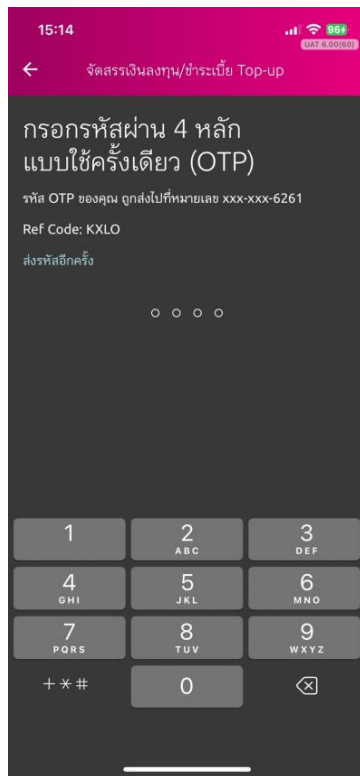 15:14
96
UAT 6.00(60)
จัดสรรเงินลงทุน/ชำระเบี้ย Top-up
กรอกรหัสผ่าน 4 หลัก
แบบใช้ครั้งเดียว (OTP)
รหัส OTP ของคุณ ถูกส่งไปที่หมายเลข xxx-xxx-6261
Ref Code: KXLO
ส่งรหัสอีกครั้ง
1 2 3
ABC DEF
4 5 6
GHI JKL MNO
7 8 9
PQRS TUV WXYZ
+*# 0